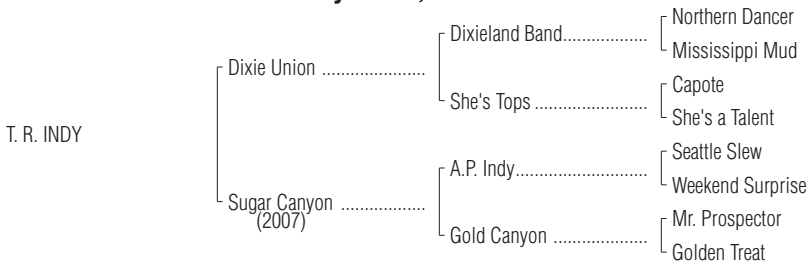 Northern Dancer
Dixieland Band..................
Mississippi Mud
Dixie Union ......................
Capote
She's Tops ........................
She's a Talent
T. R. INDY
Seattle Slew
A.P. Indy............................
Weekend Surprise
Sugar Canyon ..................
(2007)
Mr. Prospector
Gold Canyon ....................
Golden Treat